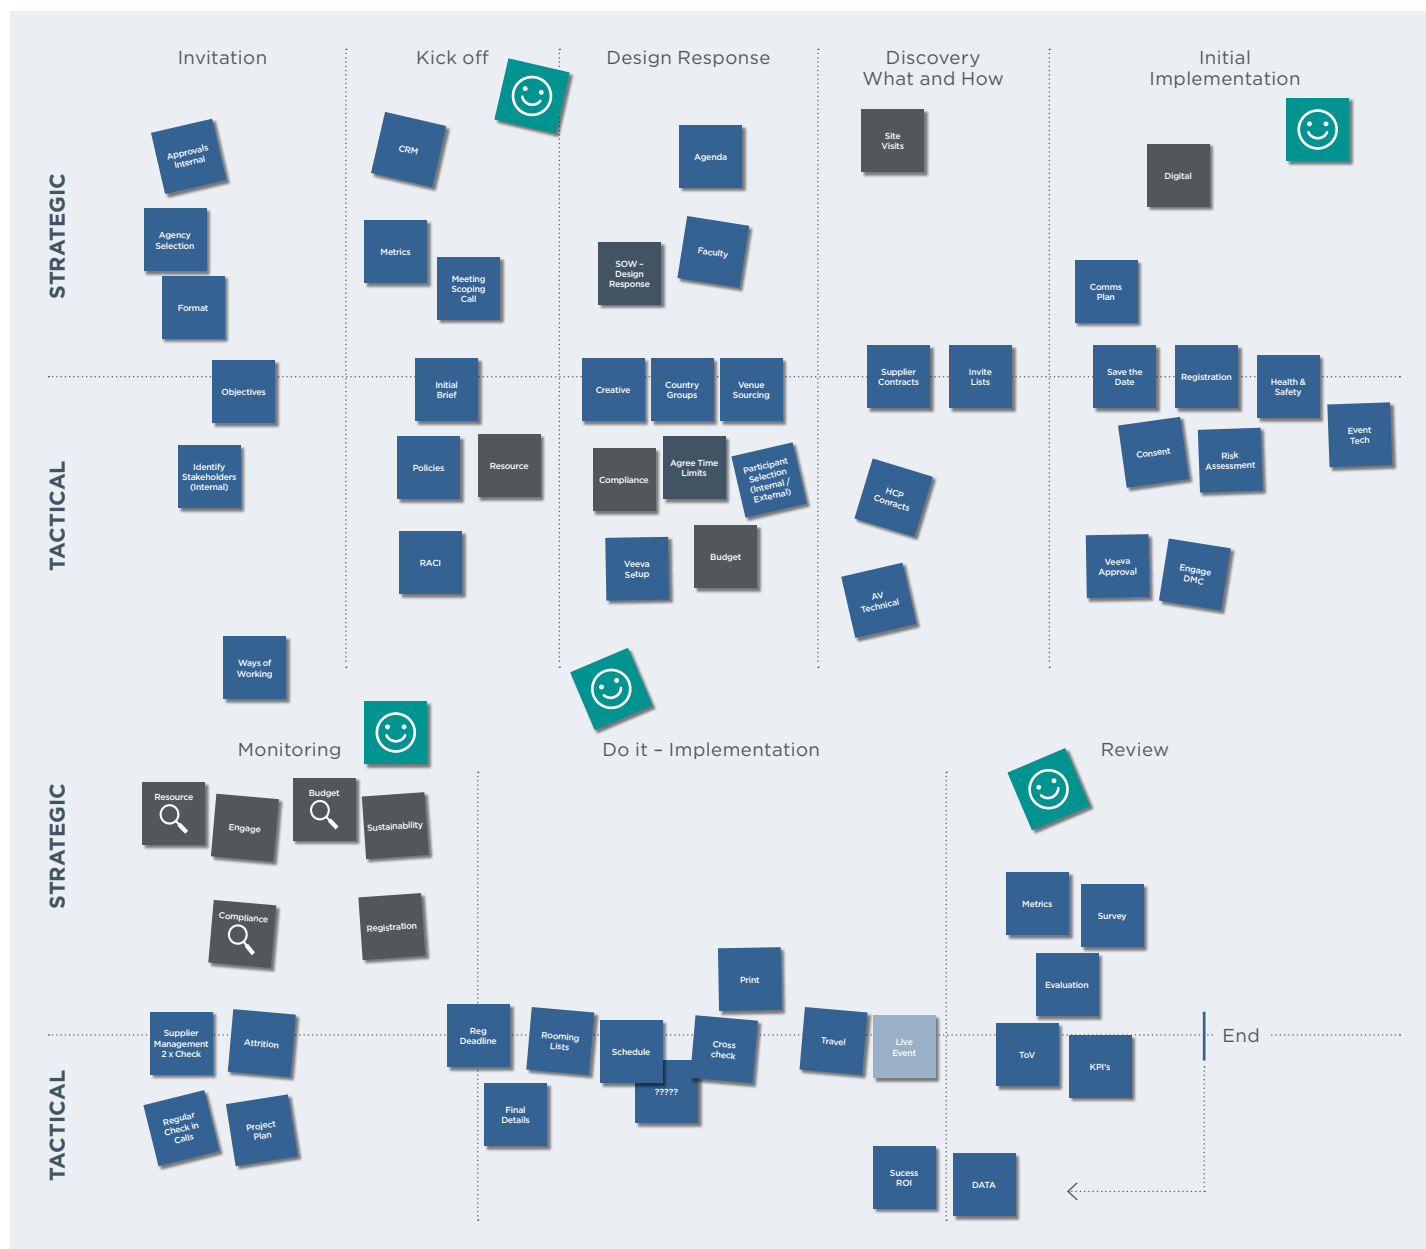 Invitation
Kick off
Design Response
Discovery
What and How
Initial
Implementation
STRATEGIC
Approvals
Internal
Agency
Selection
Format
CRM
Metrics
Meeting
Scoping
Call
Agenda
SOW –
Design
Response
Faculty
Site
Visits
Digital
Comms
Plan
Objectives
Initial
Brief
Creative
Country
Groups
Venue
Sourcing
Supplier
Contracts
Invite
Lists
Save the
Date
Registration
Health &
Safety
TACTICAL
Identify
Stakeholders
(Internal)
Ways of
Working
Policies
Resource
RACI
Compliance
Agree Time
Limits
Participant
Selection
(Internal /
External)
Veeva
Setup
Budget
HCP
Conracts
AV
Technical
Consent
Risk
Assessment
Event
Tech
Veeva
Approval
Engage
DMC
Monitoring
Do it – Implementation
Review
STRATEGIC
Resource
Engage
Budget
Sustainability
Compliance
Registration
Print
Metrics
Survey
Evaluation
Supplier
Management
2 x Check
Attrition
Reg
Deadline
Rooming
Lists
Schedule
Cross
check
Travel
Live
Event
ToV
KPI's
End
TACTICAL
Regular
Check in
Calls
Project
Plan
Final
Details
?????
Sucess
ROI
DATA